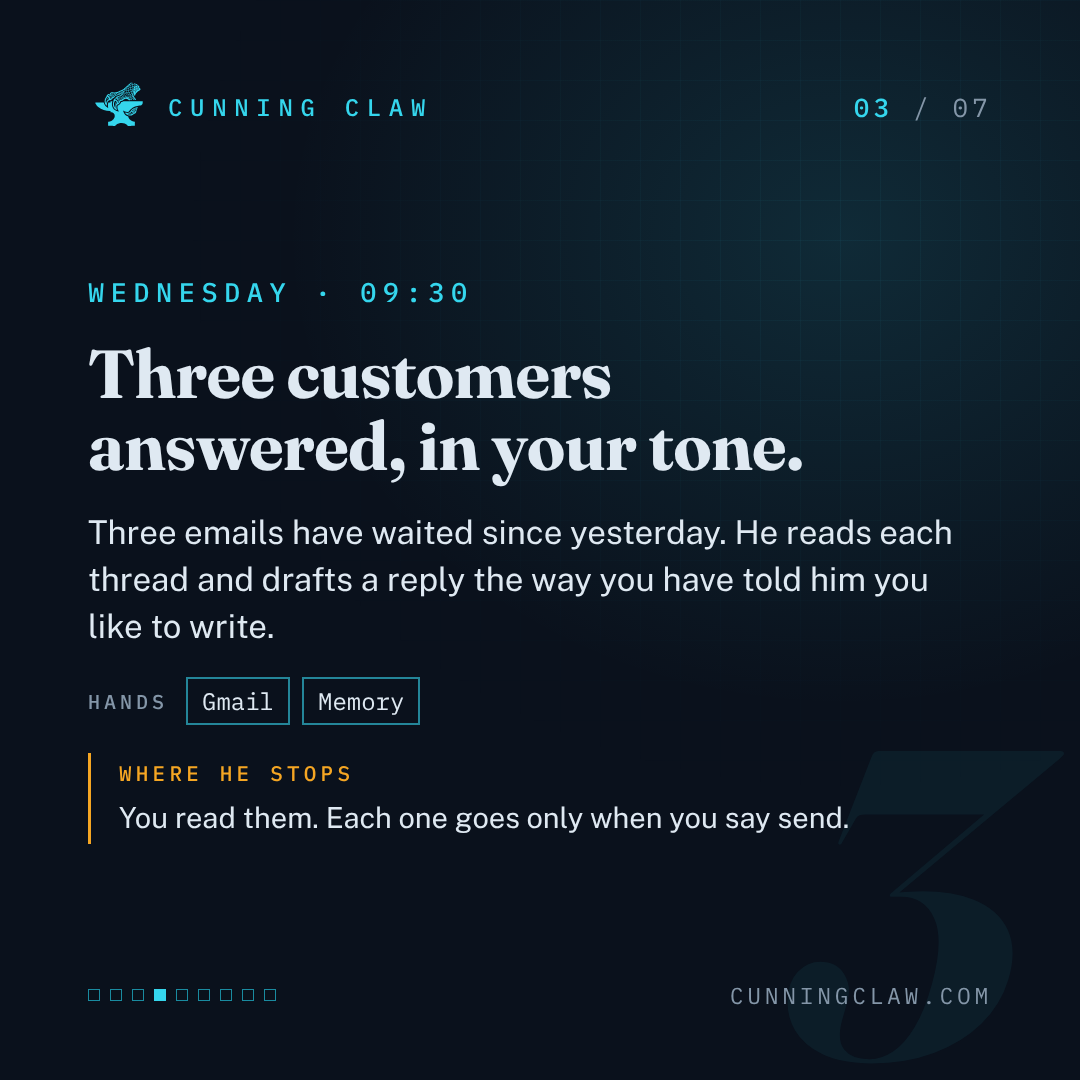 CUNNING CLAW
03 / 07
WEDNESDAY · 09:30
Three customers
answered, in your tone.
Three emails have waited since yesterday. He reads each
thread and drafts a reply the way you have told him you
like to write.
HANDS Gmail Memory
WHERE HE STOPS
You read them. Each one goes only when you say send.
3
CUNNINGCLAW.COM